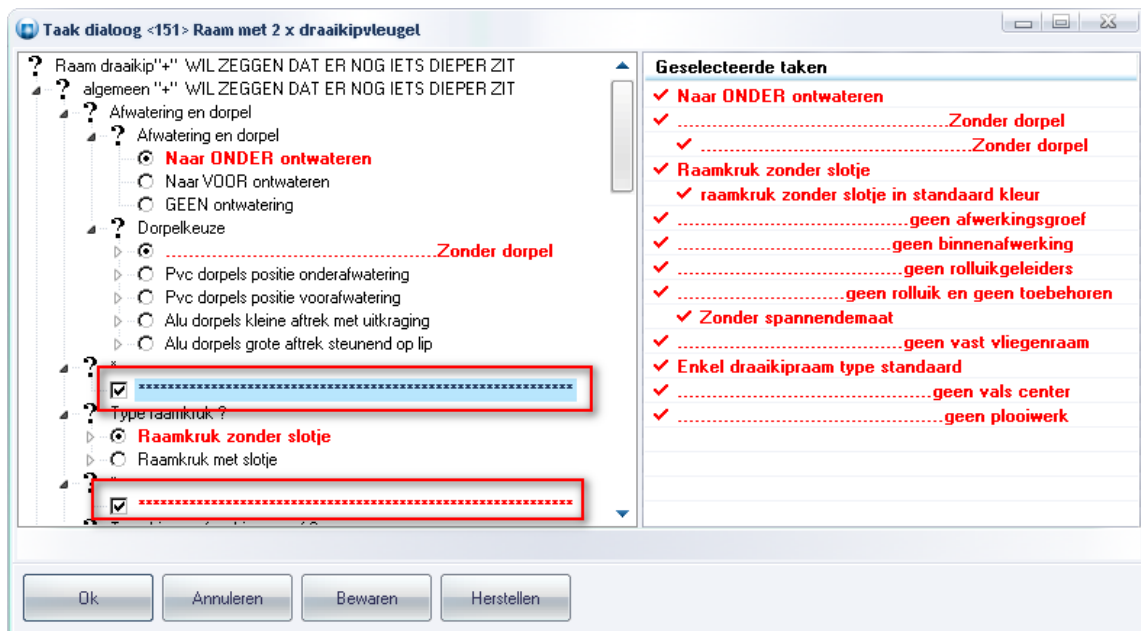 Taak dialoog <151> Raam met 2 x draaikipvleugel
? Raam draaikip"+" WIL ZEGGEN DAT ER NOG IETS DIEPER ZIT
? algemeen "+" WIL ZEGGEN DAT ER NOG IETS DIEPER ZIT
? Afwatering en dorpel
? Afwatering en dorpel
Naar ONDER ontwateren
Naar VOOR ontwateren
GEEN ontwatering
? Dorpelkeuze
.............................................Zonder dorpel
Pvc dorpels positie onderafwatering
Pvc dorpels positie voorafwatering
Alu dorpels kleine aftrek met uitkraging
Alu dorpels grote aftrek steunend op lip
? *
************************************************************
? Type raamkruk ?
Raamkruk zonder slotje
Raamkruk met slotje
?
************************************************************
Geselecteerde taken
Naar ONDER ontwateren
.............................................Zonder dorpel
.............................................Zonder dorpel
Raamkruk zonder slotje
raamkruk zonder slotje in standaard kleur
......................................geen afwerkingsgroef
...................................geen binnenafwerking
.....................................geen rolluikgeleiders
............................geen rolluik en geen toebehoren
Zonder spannendemaat
.....................................geen vast vliegenraam
Enkel draaikipraam type standaard
..........................................geen vals center
............................................geen plooiwerk
Ok
Annuleren
Bewaren
Herstellen